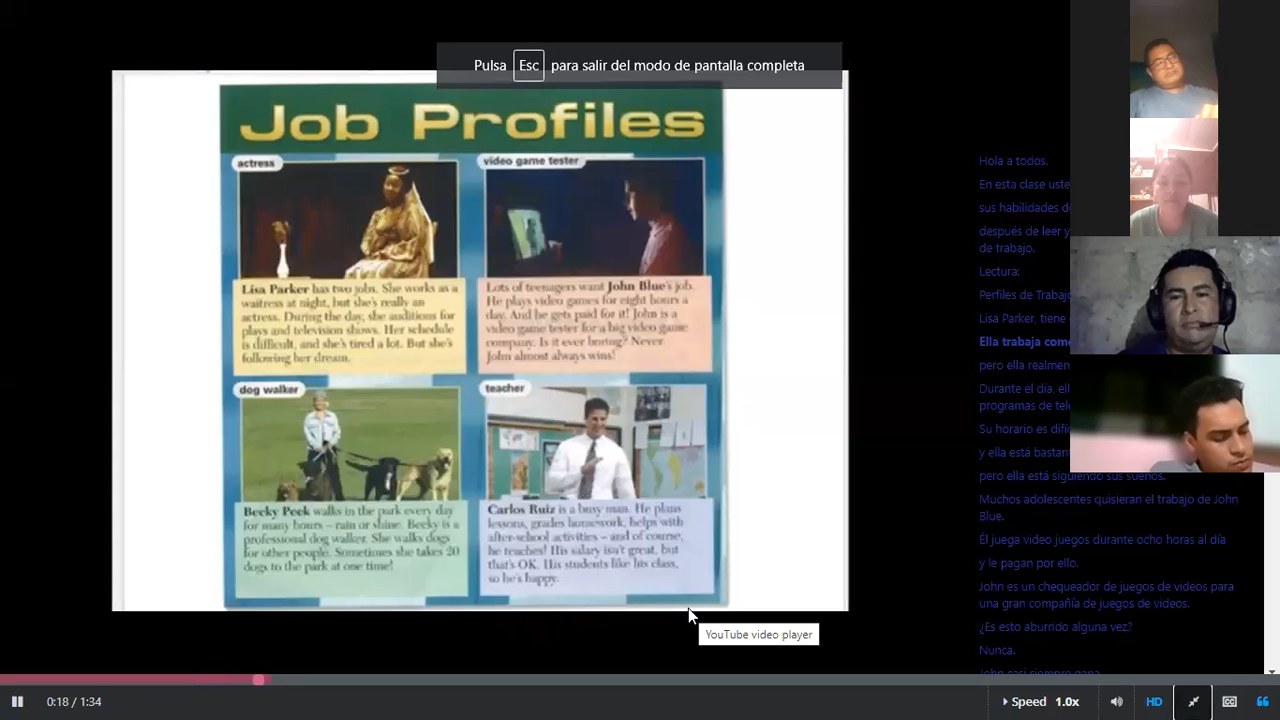 Pulsa Esc para salir del modo de pantalla completa
Job Profiles
actress
Lisa Parker has two jobs. She works as a
waitress at night, but she's really an
actress. During the day, she auditions for
plays and television shows. Her schedule
is difficult, and she's tired a lot. But she's
following her dream.
video game tester
Lots of teenagers want John Blue's job.
He plays video games for eight hours a
day. And he gets paid for it! John is a
video game tester for a big video game
company. Is it ever boring? Never
John almost always wins!
dog walker
Becky Peck walks in the park every day
for many hours – rain or shine. Becky is a
professional dog walker. She walks dogs
for other people. Sometimes she takes 20
dogs to the park at one time!
teacher
Carlos Ruiz is a busy man. He plans
lessons, grades homework, helps with
after-school activities – and of course,
he teaches! His salary isn't great, but
that's OK. His students like his class,
so he's happy.
Hola a todos.
En esta clase uste
sus habilidades d
después de leer y
de trabajo.
Lectura:
Perfiles de Trabajo
Lisa Parker, tiene
Ella trabaja como
pero ella realmen
Durante el día, ell
programas de tel
Su horario es difí
y ella está bastan
pero ella está siguiendo sus sueños.
Muchos adolescentes quisieran el trabajo de John
Blue.
Él juega video juegos durante ocho horas al día
y le pagan por ello.
John es un chequeador de juegos de videos para
una gran compañía de juegos de videos.
¿Es esto aburrido alguna vez?
Nunca.
John casi siempre gana.
YouTube video player
0:18 / 1:34
Speed 1.0x
HD